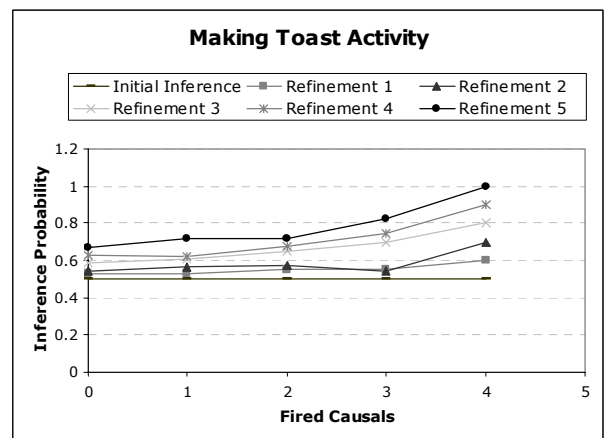 Making Toast Activity
Initial Inference Refinement 1 Refinement 2
Refinement 3 Refinement 4 Refinement 5
Inference Probability
1.2
1
0.8
0.6
0.4
0.2
0
0 1 2 3 4 5
Fired Causals